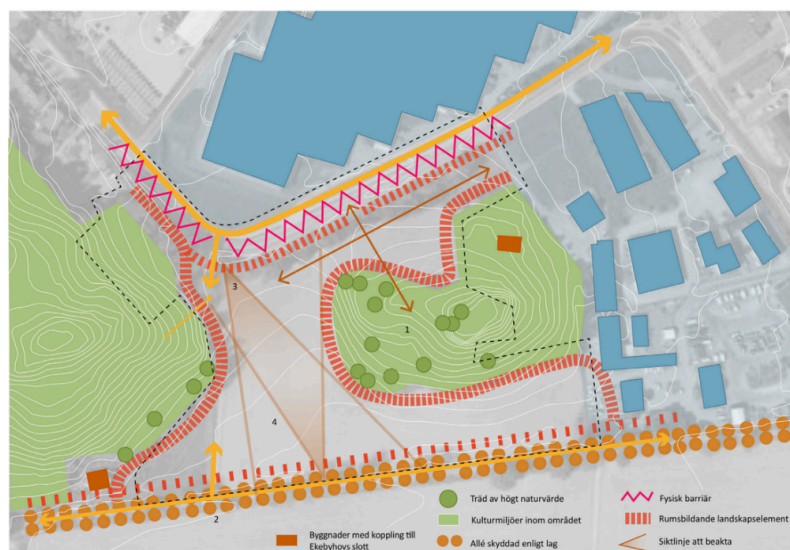 3
1
4
2
Träd av högt naturvärde
Kulturmiljöer inom området
Byggnader med koppling till
Ekebyhovs slott
Allé skyddad enligt lag
Fysisk barriär
Rumsbildande landskapselement
Siktlinje att beakta